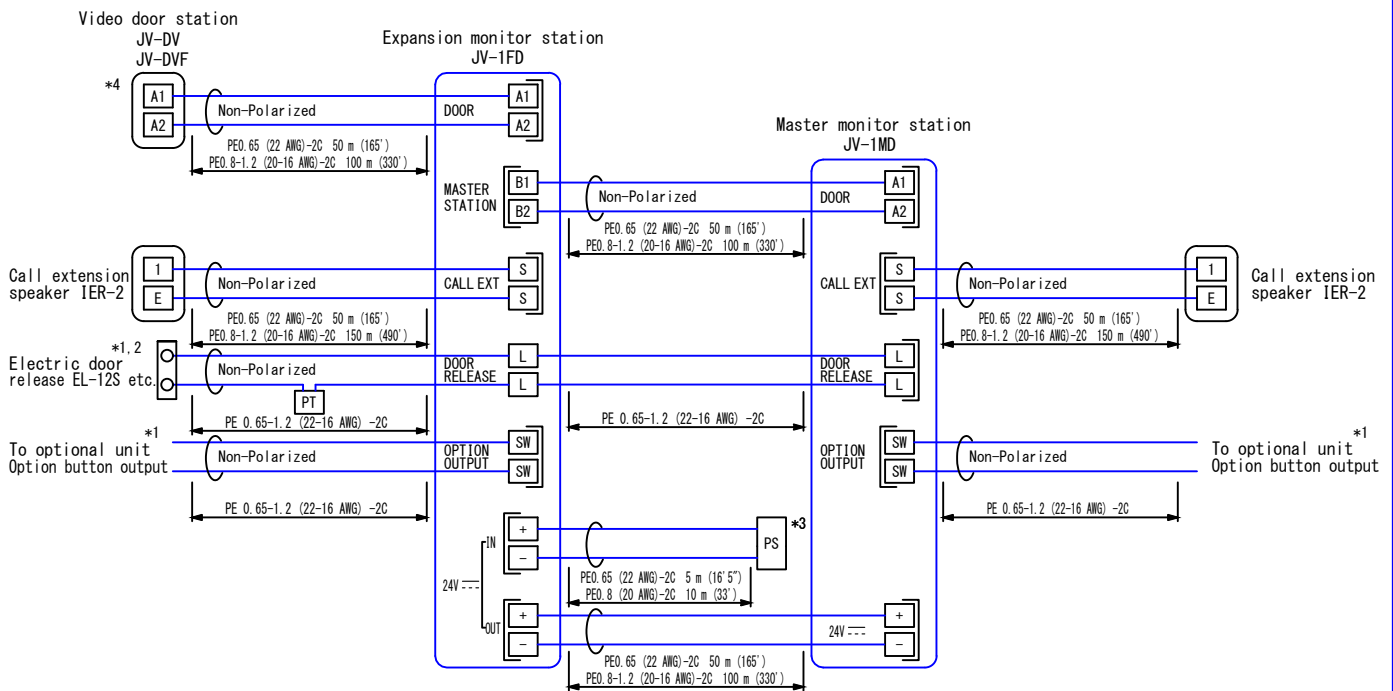 Video door station
JV-DV
JV-DVF
*4
A1
A2
Non-Polarized
PE0.65 (22 AWG)-2C 50 m (165')
PE0.8-1.2 (20-16 AWG)-2C 100 m (330')
Expansion monitor station
JV-1FD
DOOR
A1
A2
MASTER
STATION
B1
B2
Non-Polarized
PE0.65 (22 AWG)-2C 50 m (165')
PE0.8-1.2 (20-16 AWG)-2C 100 m (330')
Master monitor station
JV-1MD
DOOR
A1
A2
Call extension
speaker IER-2
1
E
Non-Polarized
PE0.65 (22 AWG)-2C 50 m (165')
PE0.8-1.2 (20-16 AWG)-2C 150 m (490')
CALL EXT
S
S
CALL EXT
S
S
Non-Polarized
PE0.65 (22 AWG)-2C 50 m (165')
PE0.8-1.2 (20-16 AWG)-2C 150 m (490')
1
E
Call extension
speaker IER-2
*1,2
Electric door
release EL-12S etc.
Non-Polarized
PT
PE 0.65-1.2 (22-16 AWG) -2C
DOOR
RELEASE
L
L
PE 0.65-1.2 (22-16 AWG) -2C
DOOR
RELEASE
L
L
*1
To optional unit
Option button output
Non-Polarized
PE 0.65-1.2 (22-16 AWG) -2C
OPTION
OUTPUT
SW
SW
OPTION
OUTPUT
SW
SW
Non-Polarized
PE 0.65-1.2 (22-16 AWG) -2C
*1
To optional unit
Option button output
24V
IN
+
-
PS
*3
PE0.65 (22 AWG)-2C 5 m (16'5")
PE0.8 (20 AWG)-2C 10 m (33')
OUT
+
-
PE0.65 (22 AWG)-2C 50 m (165')
PE0.8-1.2 (20-16 AWG)-2C 100 m (330')
24V
+
-